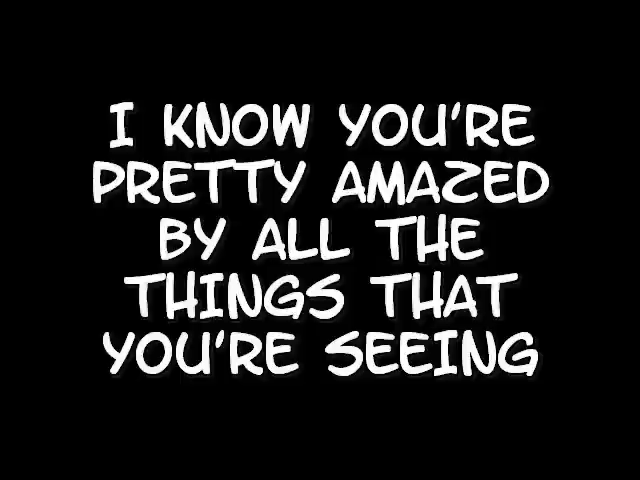 I KNOW YOU'RE
PRETTY AMAZED
BY ALL THE
THINGS THAT
YOU'RE SEEING